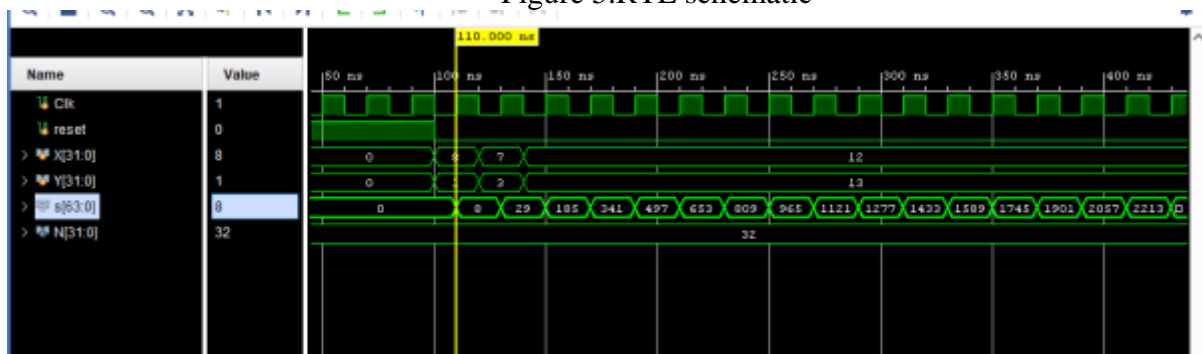 Figure 5.RTL schematic
110.000 ns
Name Value |50 ns |100 ns |150 ns |200 ns |250 ns |300 ns |350 ns |400 ns
Clk 1
reset 0
> X[31:0] 8 0 8 7 12
> Y[31:0] 1 0 1 3 13
> s[63:0] 8 0 8 29 185 341 497 653 809 965 1121 1277 1433 1589 1745 1901 2057 2213
> N[31:0] 32 32